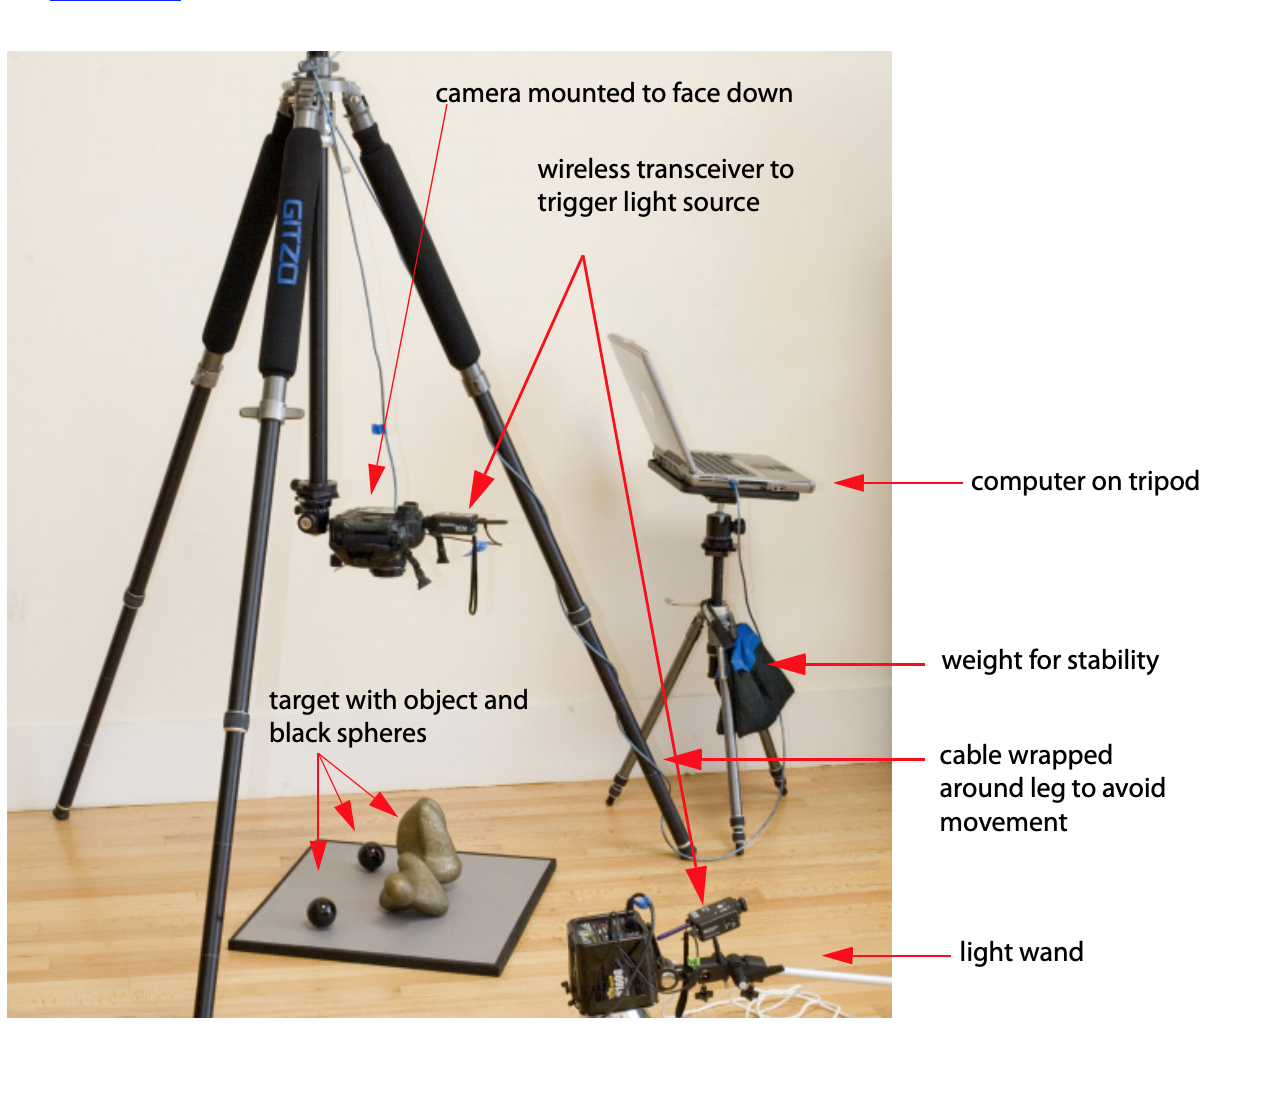 camera mounted to face down
wireless transceiver to
trigger light source
GITZO
computer on tripod
weight for stability
target with object and
black spheres
cable wrapped
around leg to avoid
movement
light wand